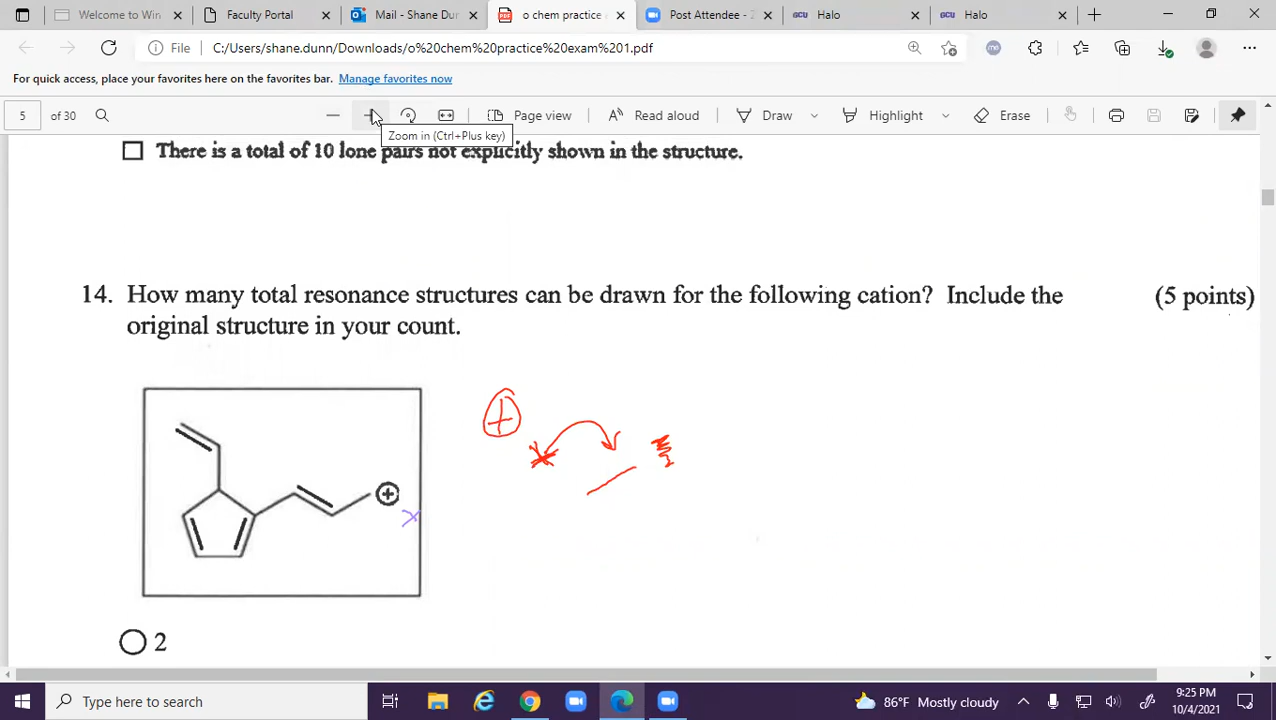 Welcome to Wind
Faculty Portal
Mail - Shane Dun
o chem practice e
Post Attendee - Z
GCU
Halo
GCU
Halo
File
C:/Users/shane.dunn/Downloads/o%20chem%20practice%20exam%201.pdf
For quick access, place your favorites here on the favorites bar. Manage favorites now
5
of 30
Page view
Read aloud
Draw
Highlight
Erase
Zoom in (Ctrl+Plus key)
There is a total of 10 lone pairs not explicitly shown in the structure.
14. How many total resonance structures can be drawn for the following cation? Include the (5 points)
original structure in your count.
+
+
2
Type here to search
86°F Mostly cloudy
9:25 PM
10/4/2021